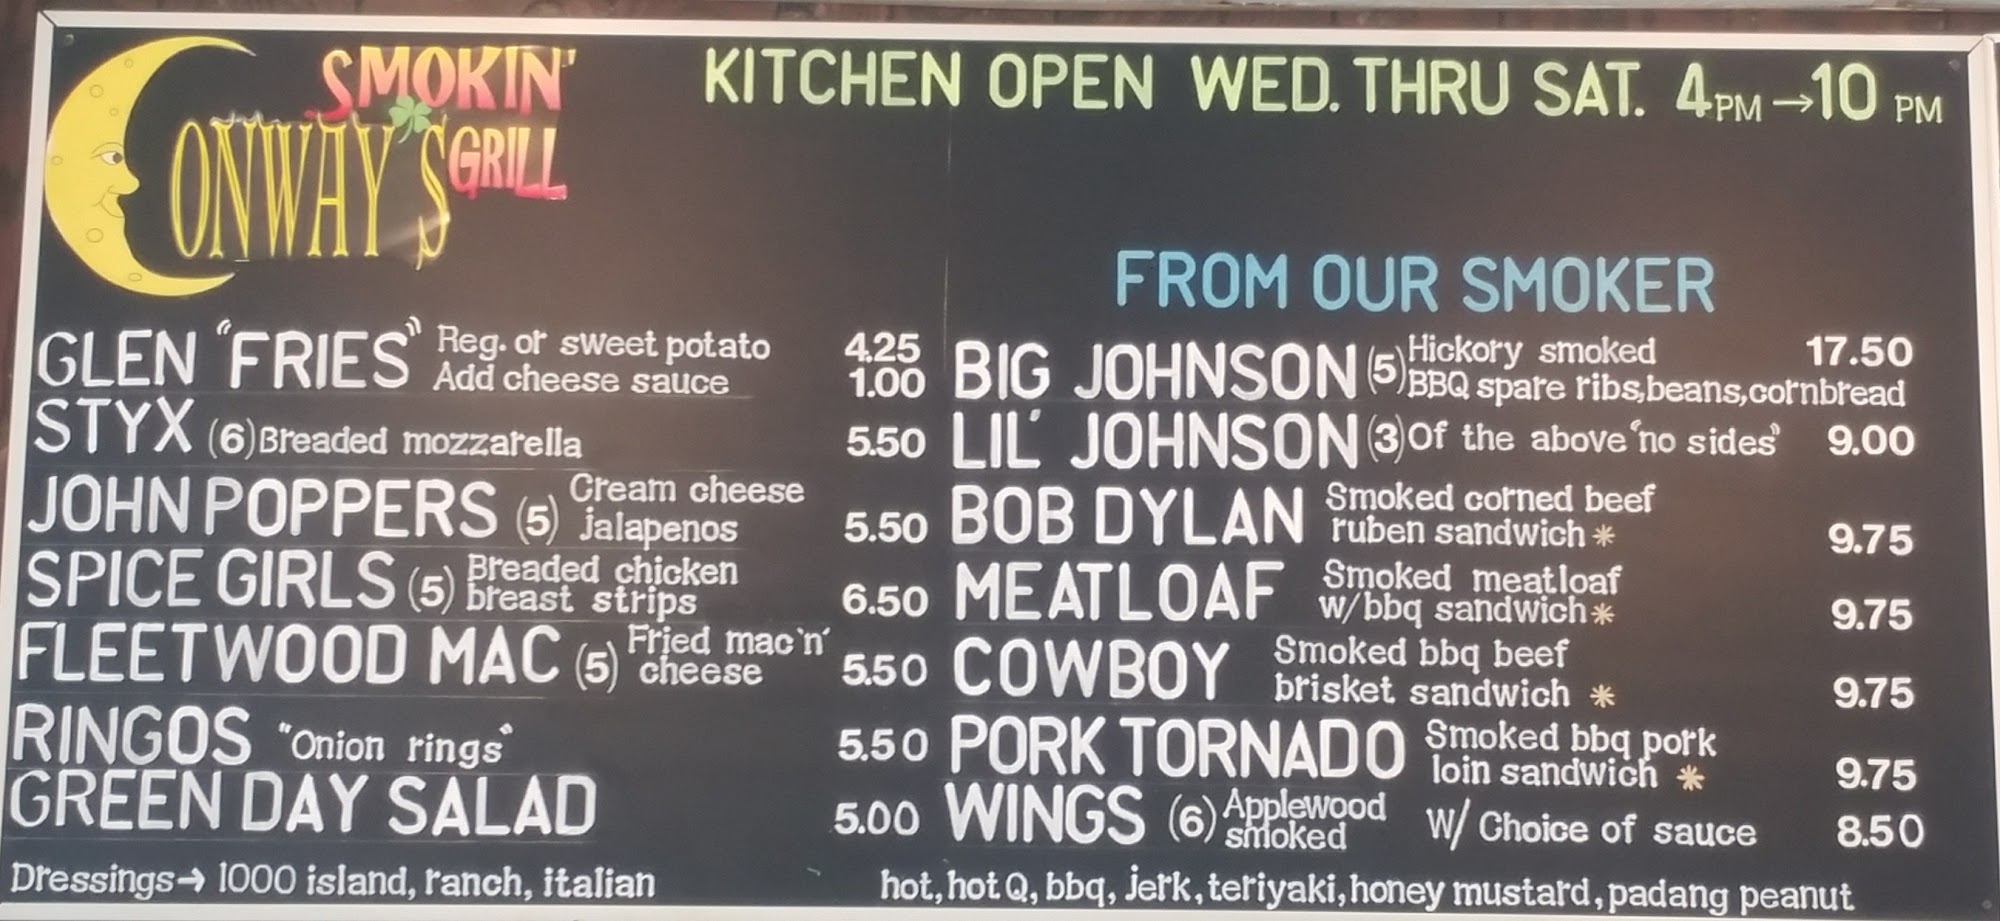 SMOKIN'
CONWAY'S GRILL
KITCHEN OPEN WED. THRU SAT. 4PM→10 PM
GLEN "FRIES" Reg. or sweet potato 4.25
Add cheese sauce 1.00
STYX (6) Breaded mozzarella 5.50
JOHN POPPERS (5) Cream cheese
jalapenos 5.50
SPICE GIRLS (5) Breaded chicken
breast strips 6.50
FLEETWOOD MAC (5) Fried mac 'n'
cheese 5.50
RINGOS "Onion rings" 5.50
GREEN DAY SALAD 5.00
Dressings→ 1000 island, ranch, italian
FROM OUR SMOKER
BIG JOHNSON (5) Hickory smoked 17.50
BBQ spare ribs, beans, cornbread
LIL' JOHNSON (3) Of the above "no sides" 9.00
BOB DYLAN Smoked corned beef
ruben sandwich * 9.75
MEATLOAF Smoked meatloaf
w/bbq sandwich * 9.75
COWBOY Smoked bbq beef
brisket sandwich * 9.75
PORK TORNADO Smoked bbq pork
loin sandwich * 9.75
WINGS (6) Applewood
smoked w/ Choice of sauce 8.50
hot, hot Q, bbq, jerk, teriyaki, honey mustard, padang peanut